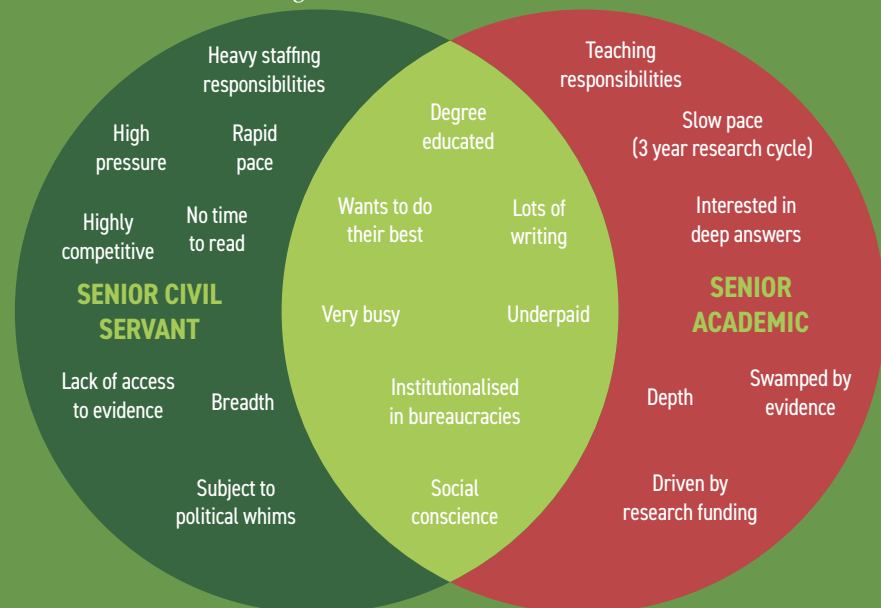 Heavy staffing
responsibilities
High
pressure
Rapid
pace
Highly
competitive
No time
to read
SENIOR CIVIL
SERVANT
Lack of access
to evidence
Breadth
Subject to
political whims
Degree
educated
Wants to do
their best
Lots of
writing
Very busy
Underpaid
Institutionalised
in bureaucracies
Social
conscience
Teaching
responsibilities
Slow pace
(3 year research cycle)
Interested in
deep answers
SENIOR
ACADEMIC
Depth
Swamped by
evidence
Driven by
research funding